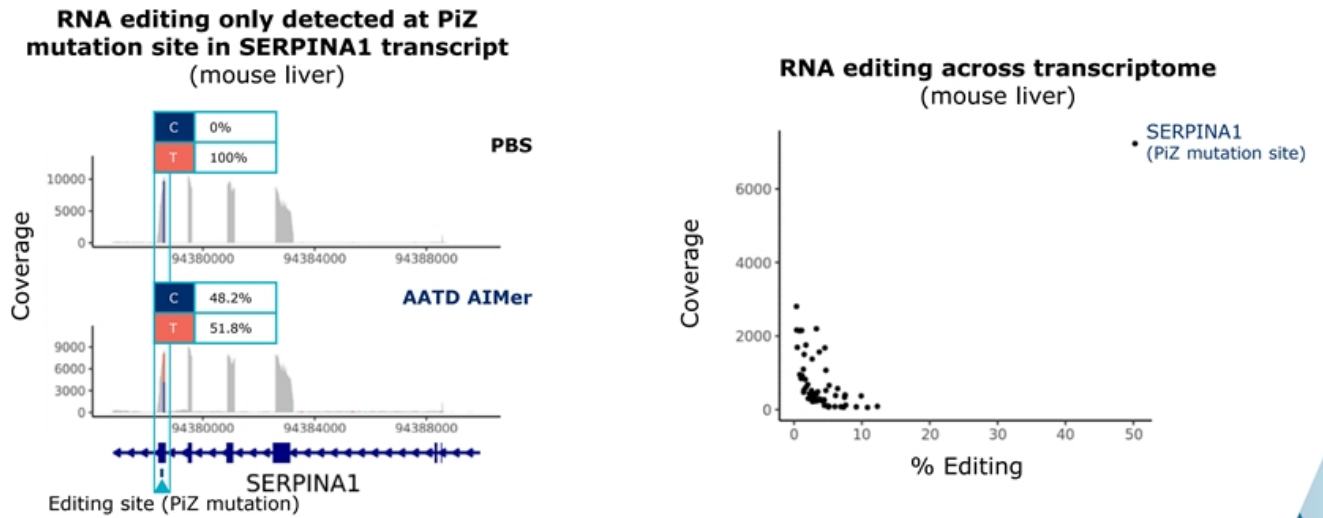 RNA editing only detected at PiZ
mutation site in SERPINA1 transcript
(mouse liver)
C 0%
T 100%
PBS
10000
5000
0
94380000 94384000 94388000
Coverage
C 48.2%
T 51.8%
AATD AIMer
9000
6000
3000
0
94380000 94384000 94388000
SERPINA1
Editing site (PiZ mutation)
RNA editing across transcriptome
(mouse liver)
SERPINA1
(PiZ mutation site)
6000
4000
2000
0
Coverage
0 10 20 30 40 50
% Editing